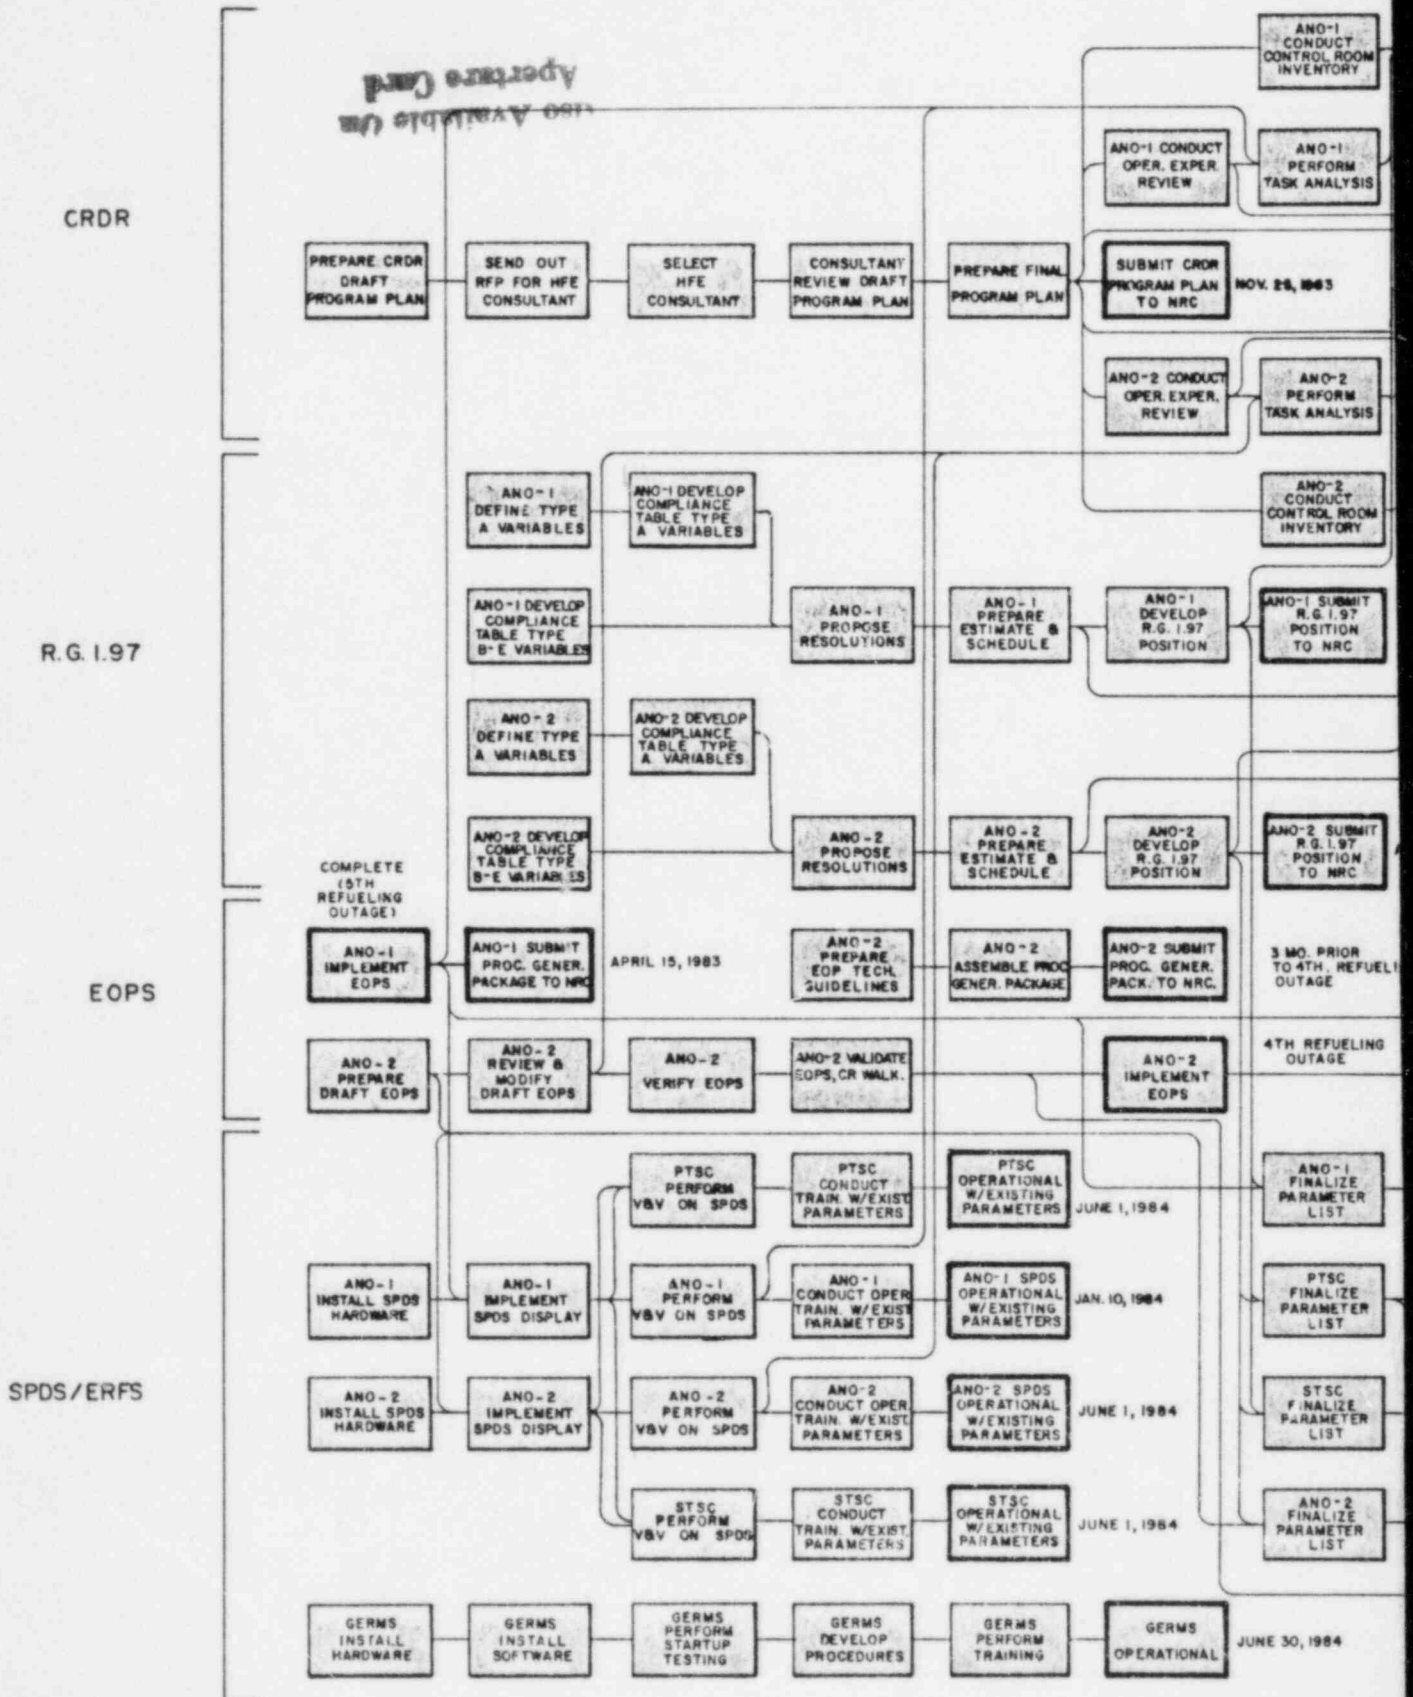 Also Available On
Aperture Card
CRDR
ANO-1
CONDUCT
CONTROL ROOM
INVENTORY
ANO-1 CONDUCT
OPER. EXPER.
REVIEW
ANO-1
PERFORM
TASK ANALYSIS
PREPARE CRDR
DRAFT
PROGRAM PLAN
SEND OUT
RFP FOR HFE
CONSULTANT
SELECT
HFE
CONSULTANT
CONSULTANT
REVIEW DRAFT
PROGRAM PLAN
PREPARE FINAL
PROGRAM PLAN
SUBMIT CRDR
PROGRAM PLAN
TO NRC
ANO-2 CONDUCT
OPER. EXPER.
REVIEW
ANO-2
PERFORM
TASK ANALYSIS
R.G. 1.97
ANO-1
DEFINE TYPE
A VARIABLES
ANO-1 DEVELOP
COMPLIANCE
TABLE TYPE
A VARIABLES
ANO-2
CONDUCT
CONTROL ROOM
INVENTORY
ANO-1 DEVELOP
COMPLIANCE
TABLE TYPE
B-E VARIABLES
ANO-1
PROPOSE
RESOLUTIONS
ANO-1
PREPARE
ESTIMATE &
SCHEDULE
ANO-1
DEVELOP
R.G. 1.97
POSITION
ANO-1 SUBMIT
R.G. 1.97
POSITION
TO NRC
ANO-2
DEFINE TYPE
A VARIABLES
ANO-2 DEVELOP
COMPLIANCE
TABLE TYPE
A VARIABLES
ANO-2 DEVELOP
COMPLIANCE
TABLE TYPE
B-E VARIABLES
ANO-2
PROPOSE
RESOLUTIONS
ANO-2
PREPARE
ESTIMATE &
SCHEDULE
ANO-2
DEVELOP
R.G. 1.97
POSITION
ANO-2 SUBMIT
R.G. 1.97
POSITION
TO NRC
EOPS
COMPLETE
(5TH
REFUELING
OUTAGE)
ANO-1
IMPLEMENT
EOPS
ANO-1 SUBMIT
PROC. GENER.
PACKAGE TO NRC
APRIL 15, 1983
ANO-2
PREPARE
EOP TECH.
GUIDELINES
ANO-2
ASSEMBLE PROC
GENER. PACKAGE
ANO-2 SUBMIT
PROC. GENER.
PACK. TO NRC.
3 MO. PRIOR
TO 4TH. REFUELI
OUTAGE
ANO-2
PREPARE
DRAFT EOPS
ANO-2
REVIEW &
MODIFY
DRAFT EOPS
ANO-2
VERIFY EOPS
ANO-2 VALIDATE
EOPS, CR WALK.
ANO-2
IMPLEMENT
EOPS
4TH REFUELING
OUTAGE
SPDS/ERFS
PTSC
PERFORM
V&V ON SPDS
PTSC
CONDUCT
TRAIN. W/EXIST
PARAMETERS
PTSC
OPERATIONAL
W/EXISTING
PARAMETERS
JUNE 1, 1984
ANO-1
FINALIZE
PARAMETER
LIST
ANO-1
INSTALL SPDS
HARDWARE
ANO-1
IMPLEMENT
SPDS DISPLAY
ANO-1
PERFORM
V&V ON SPDS
ANO-1
CONDUCT OPER
TRAIN. W/EXIST
PARAMETERS
ANO-1 SPDS
OPERATIONAL
W/EXISTING
PARAMETERS
JAN. 10, 1984
PTSC
FINALIZE
PARAMETER
LIST
ANO-2
INSTALL SPDS
HARDWARE
ANO-2
IMPLEMENT
SPDS DISPLAY
ANO-2
PERFORM
V&V ON SPDS
ANO-2
CONDUCT OPER.
TRAIN. W/EXIST.
PARAMETERS
ANO-2 SPDS
OPERATIONAL
W/EXISTING
PARAMETERS
JUNE 1, 1984
STSC
FINALIZE
PARAMETER
LIST
STSC
PERFORM
V&V ON SPDS
STSC
CONDUCT
TRAIN. W/EXIST.
PARAMETERS
STSC
OPERATIONAL
W/EXISTING
PARAMETERS
JUNE 1, 1984
ANO-2
FINALIZE
PARAMETER
LIST
GERMS
INSTALL
HARDWARE
GERMS
INSTALL
SOFTWARE
GERMS
PERFORM
STARTUP
TESTING
GERMS
DEVELOP
PROCEDURES
GERMS
PERFORM
TRAINING
GERMS
OPERATIONAL
JUNE 30, 1984